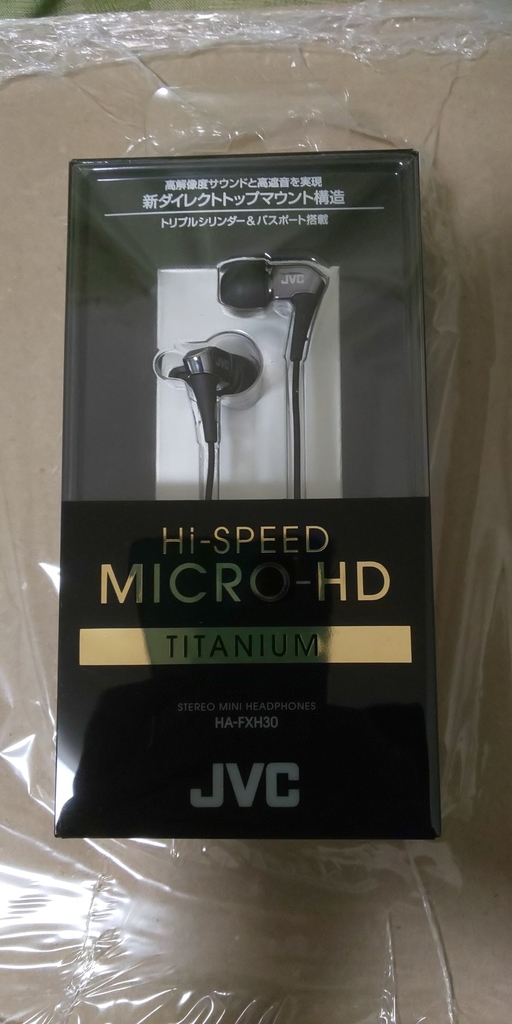 高解像度サウンドと高遮音を実現
新ダイレクトトップマウント構造
トリプルシリンダー&バスポート搭載
JVC
JVC
Hi-SPEED
MICRO-HD
TITANIUM
STEREO MINI HEADPHONES
HA-FXH30
JVC